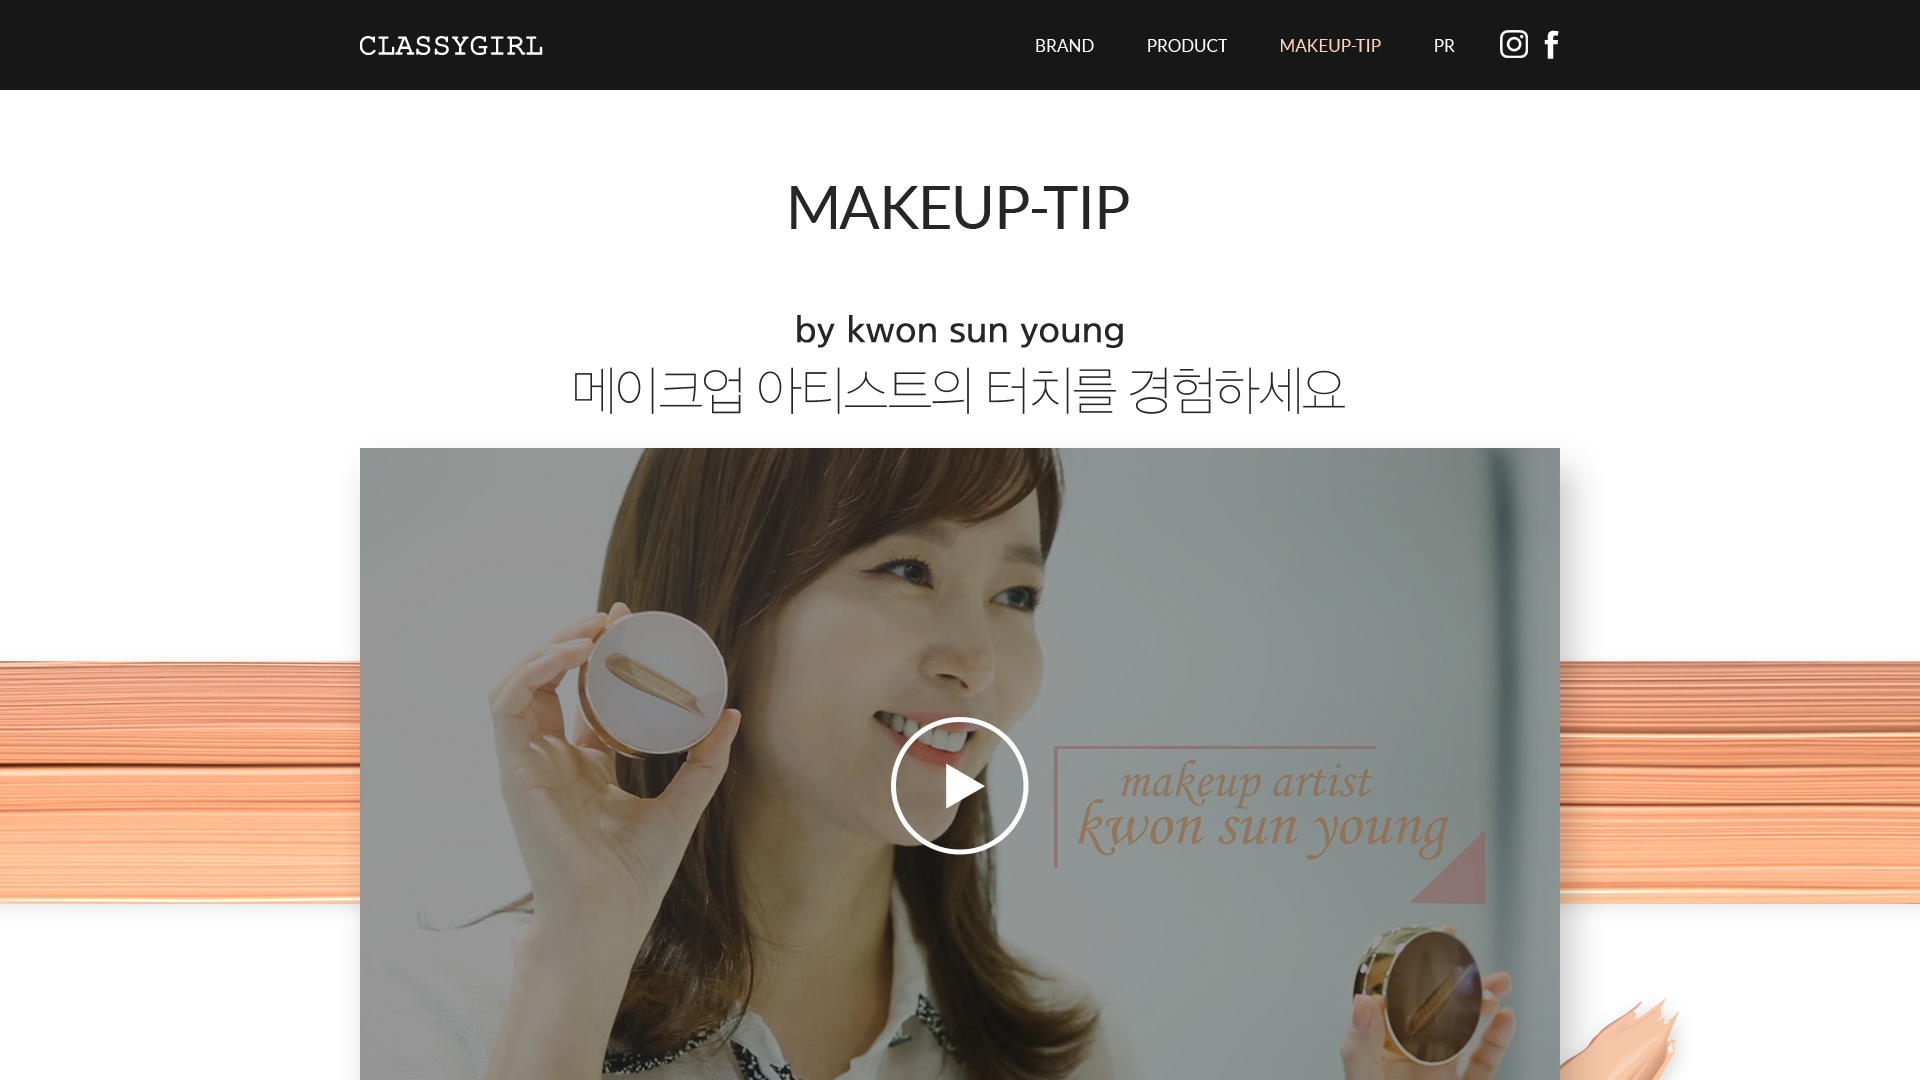 CLASSYGIRL
BRAND PRODUCT MAKEUP-TIP PR
MAKEUP-TIP
by kwon sun young
메이크업 아티스트의 터치를 경험하세요
makeup artist
kwon sun young